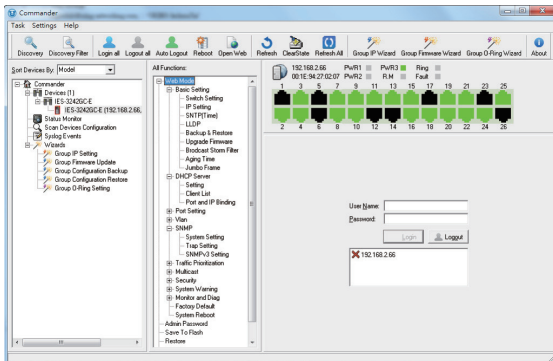 Commander
Task Settings Help
Discovery Discovery Filter Login all Logout all Auto Logout Reboot Open Web Refresh ClearState Refresh All Group IP Wizard Group Firmware Wizard Group O-Ring Wizard About
Sort Devices By: Model
Commander
Devices (1)
IES-3242GC-E
IES-3242GC-E (192.168.2.66,
Status Monitor
Scan Devices Configuration
Syslog Events
Wizards
Group IP Setting
Group Firmware Update
Group Configuration Backup
Group Configuration Restore
Group O-Ring Setting
All Functions:
Web Mode
Basic Setting
Switch Setting
IP Setting
SNTP(Time)
LLDP
Backup & Restore
Upgrade Firmware
Brodcast Storm Filter
Aging Time
Jumbo Frame
DHCP Server
Setting
Client List
Port and IP Binding
Port Setting
Vlan
SNMP
System Setting
Trap Setting
SNMPv3 Setting
Traffic Prioritization
Multicast
Security
System Warning
Monitor and Diag
Factory Default
System Reboot
Admin Password
Save To Flash
Restore
192.168.2.66 PWR1 PWR3 Ring
00:1E:94:27:02:07 PWR2 R.M Fault
1 3 5 7 9 11 13 15 17 19 21 23 25
2 4 6 8 10 12 14 16 18 20 22 24 26
User Name:
Password:
Login Loggut
192.168.2.66